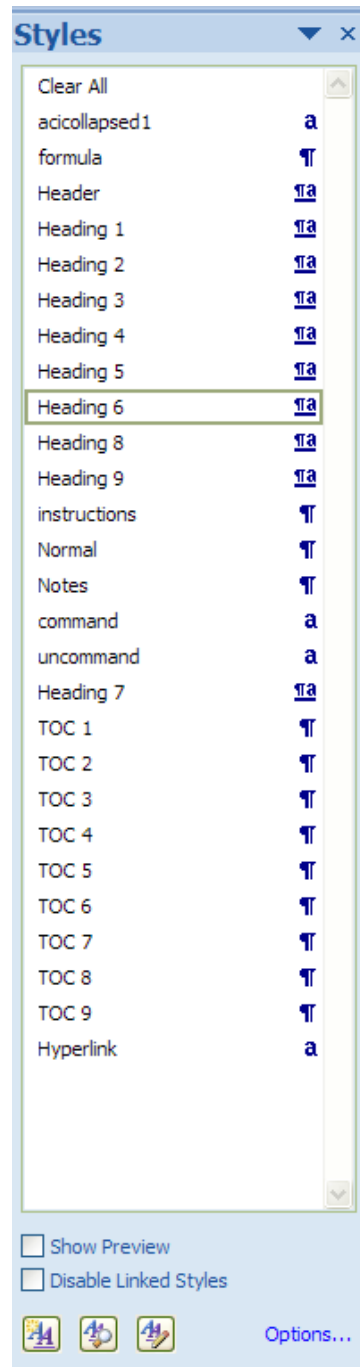 Styles
Clear All
acicollapsed1 a
formula ¶
Header ¶a
Heading 1 ¶a
Heading 2 ¶a
Heading 3 ¶a
Heading 4 ¶a
Heading 5 ¶a
Heading 6 ¶a
Heading 8 ¶a
Heading 9 ¶a
instructions ¶
Normal ¶
Notes ¶
command a
uncommand a
Heading 7 ¶a
TOC 1 ¶
TOC 2 ¶
TOC 3 ¶
TOC 4 ¶
TOC 5 ¶
TOC 6 ¶
TOC 7 ¶
TOC 8 ¶
TOC 9 ¶
Hyperlink a
Show Preview
Disable Linked Styles
Options...